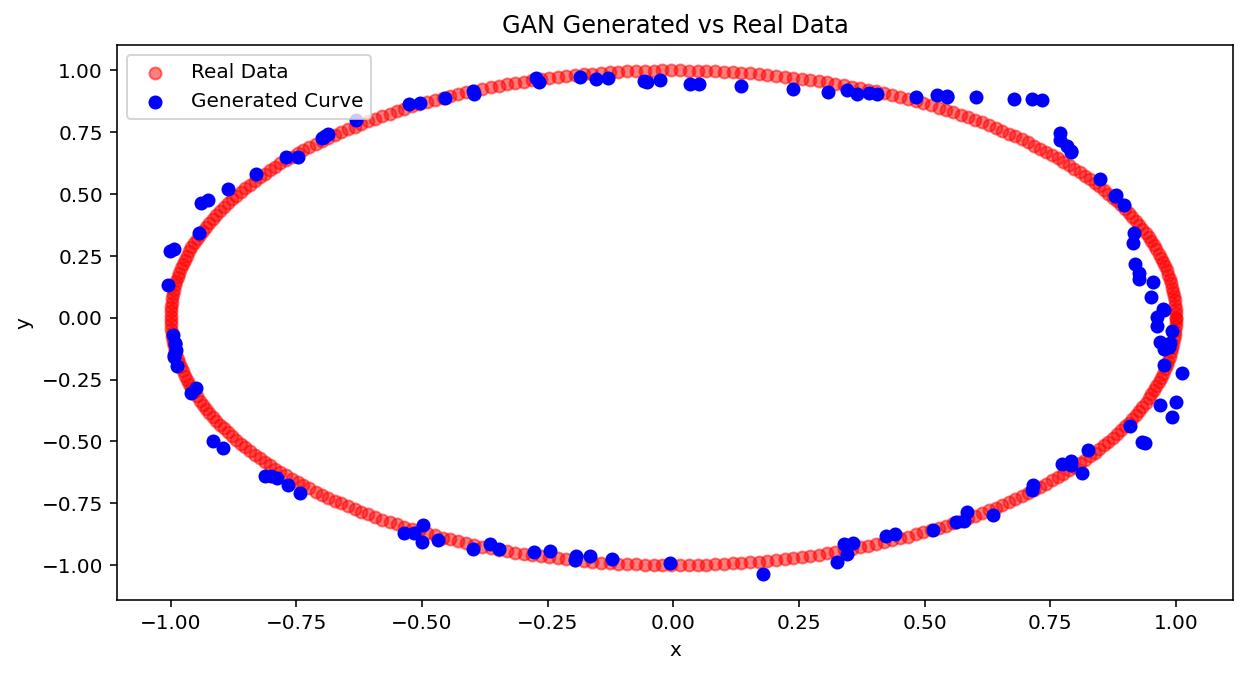 GAN Generated vs Real Data
Real Data
Generated Curve
1.00
0.75
0.50
0.25
0.00
−0.25
−0.50
−0.75
−1.00
y
−1.00 −0.75 −0.50 −0.25 0.00 0.25 0.50 0.75 1.00
x